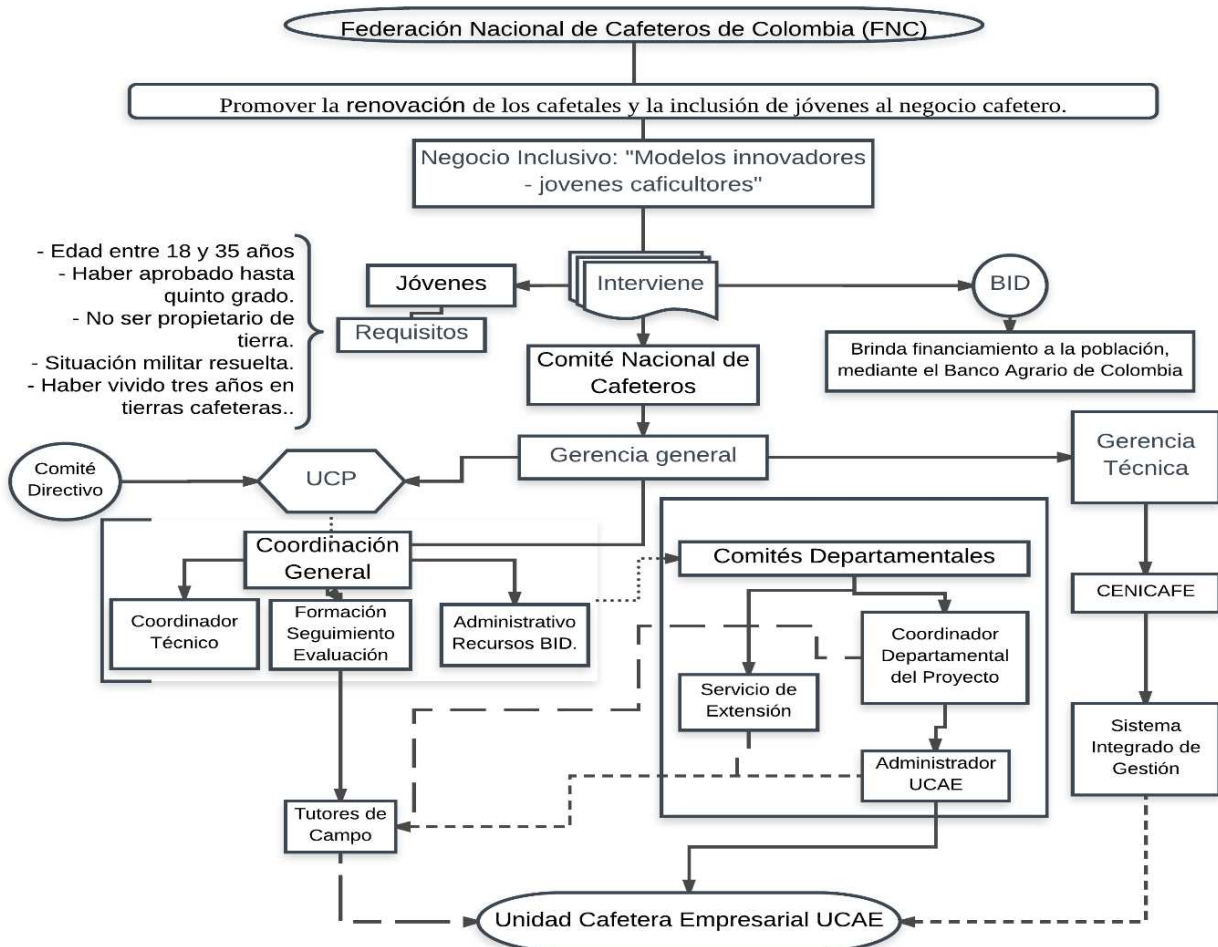 Federación Nacional de Cafeteros de Colombia (FNC)
Promover la renovación de los cafetales y la inclusión de jóvenes al negocio cafetero.
Negocio Inclusivo: "Modelos innovadores
- jovenes caficultores"
- Edad entre 18 y 35 años
- Haber aprobado hasta
quinto grado.
- No ser propietario de
tierra.
- Situación militar resuelta.
- Haber vivido tres años en
tierras cafeteras..
Jóvenes
Requisitos
Interviene
BID
Brinda financiamiento a la población,
mediante el Banco Agrario de Colombia
Comité Nacional de
Cafeteros
Gerencia general
Gerencia
Técnica
Comité
Directivo
UCP
Coordinación
General
Coordinador
Técnico
Formación
Seguimiento
Evaluación
Administrativo
Recursos BID.
Comités Departamentales
Servicio de
Extensión
Coordinador
Departamental
del Proyecto
Administrador
UCAE
CENICAFE
Sistema
Integrado de
Gestión
Tutores de
Campo
Unidad Cafetera Empresarial UCAE